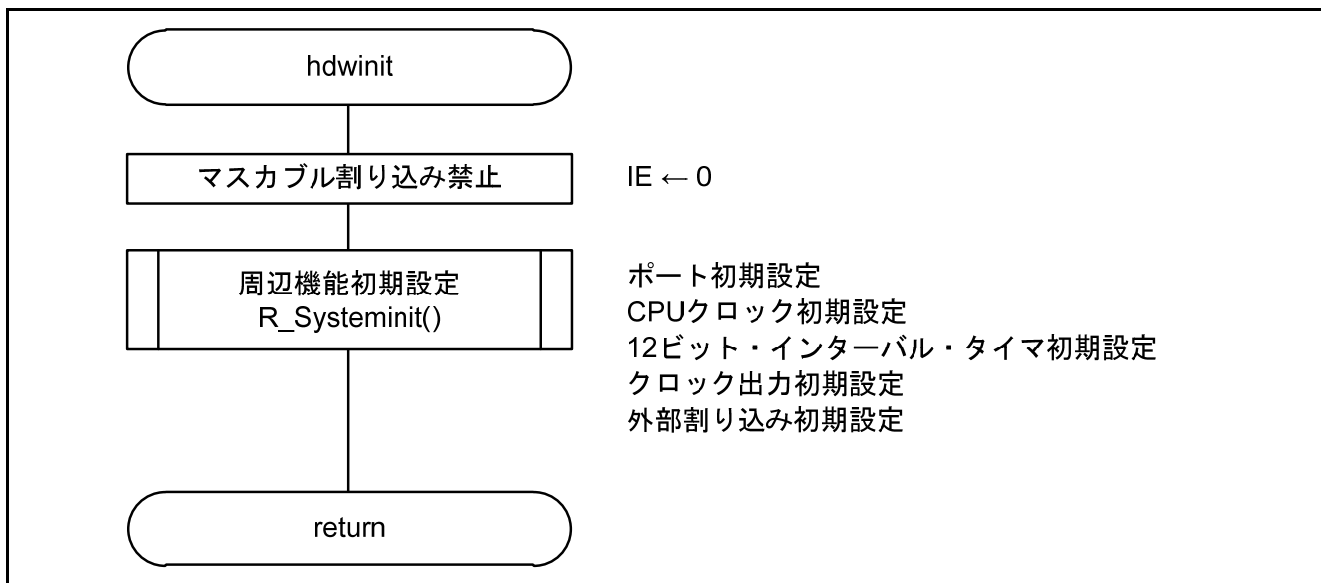 hdwinit
マスカブル割り込み禁止
IE ← 0
周辺機能初期設定
R_Systeminit()
ポート初期設定
CPUクロック初期設定
12ビット・インターバル・タイマ初期設定
クロック出力初期設定
外部割り込み初期設定
return